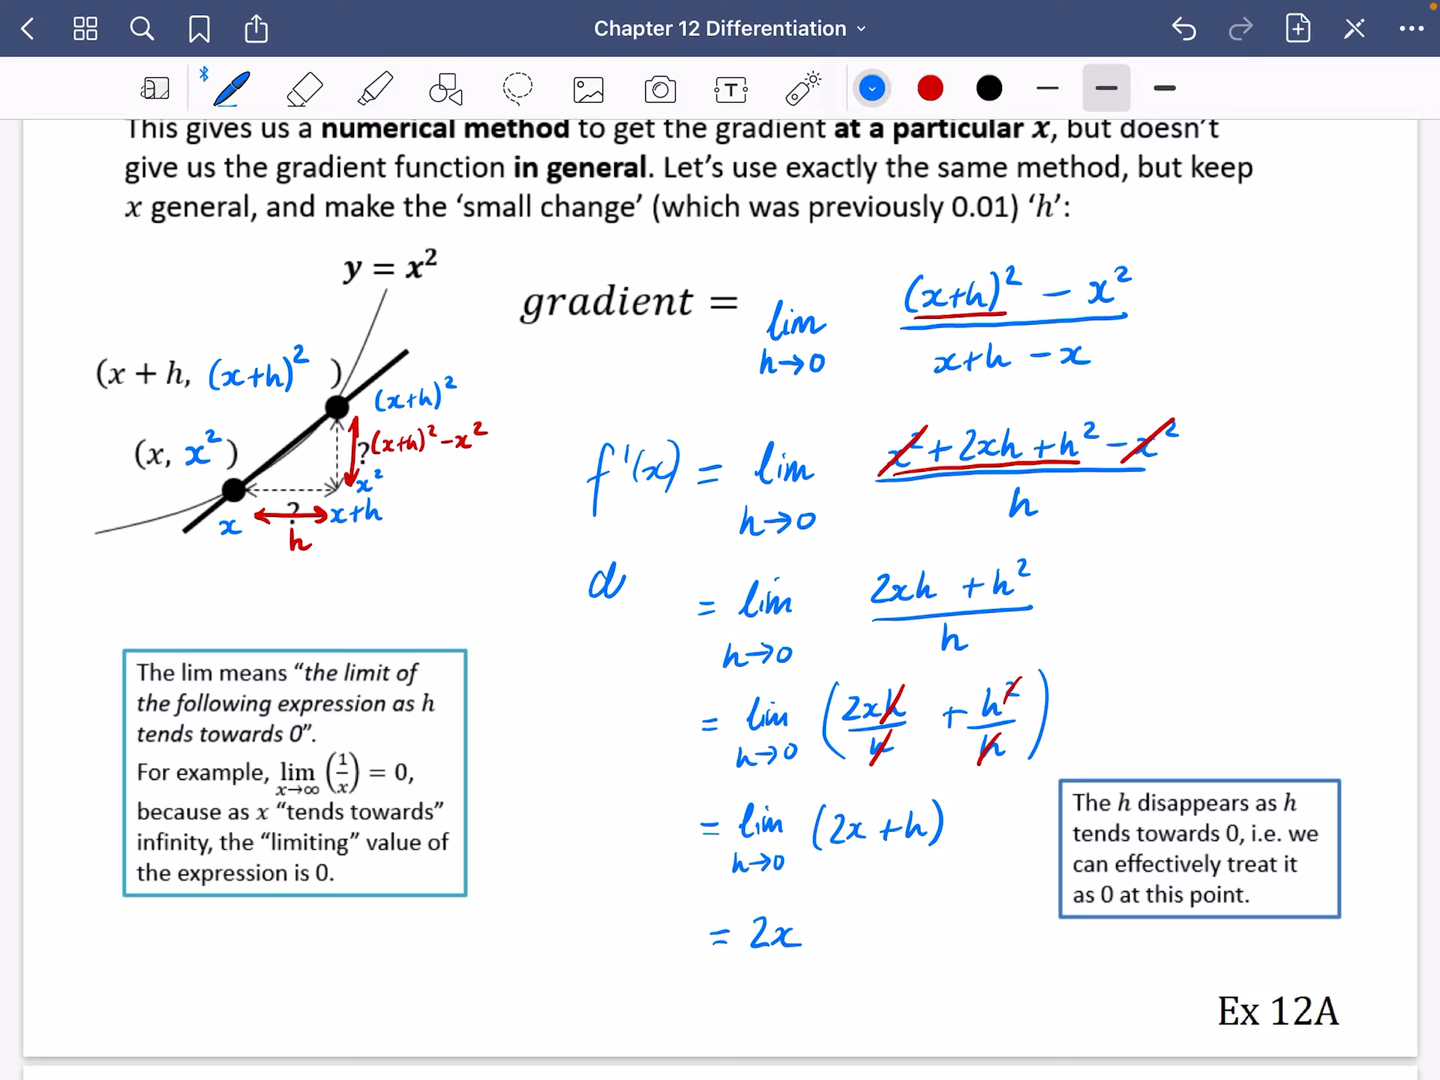 Chapter 12 Differentiation
T
This gives us a numerical method to get the gradient at a particular x, but doesn't
give us the gradient function in general. Let's use exactly the same method, but keep
x general, and make the 'small change' (which was previously 0.01) 'h':
y = x²
gradient = lim h→0 ((x+h)² − x²)/(x+h − x)
(x + h, (x+h)² )
(x+h)²
(x, x² )
? (x+h)² − x²
x²
x ? x+h
h
f'(x) = lim h→0 (x² + 2xh + h² − x²)/h
d
= lim h→0 (2xh + h²)/h
= lim h→0 (2xh/h + h²/h)
= lim h→0 (2x + h)
= 2x
The lim means "the limit of
the following expression as h
tends towards 0".
For example, lim x→∞ (1/x) = 0,
because as x "tends towards"
infinity, the "limiting" value of
the expression is 0.
The h disappears as h
tends towards 0, i.e. we
can effectively treat it
as 0 at this point.
Ex 12A